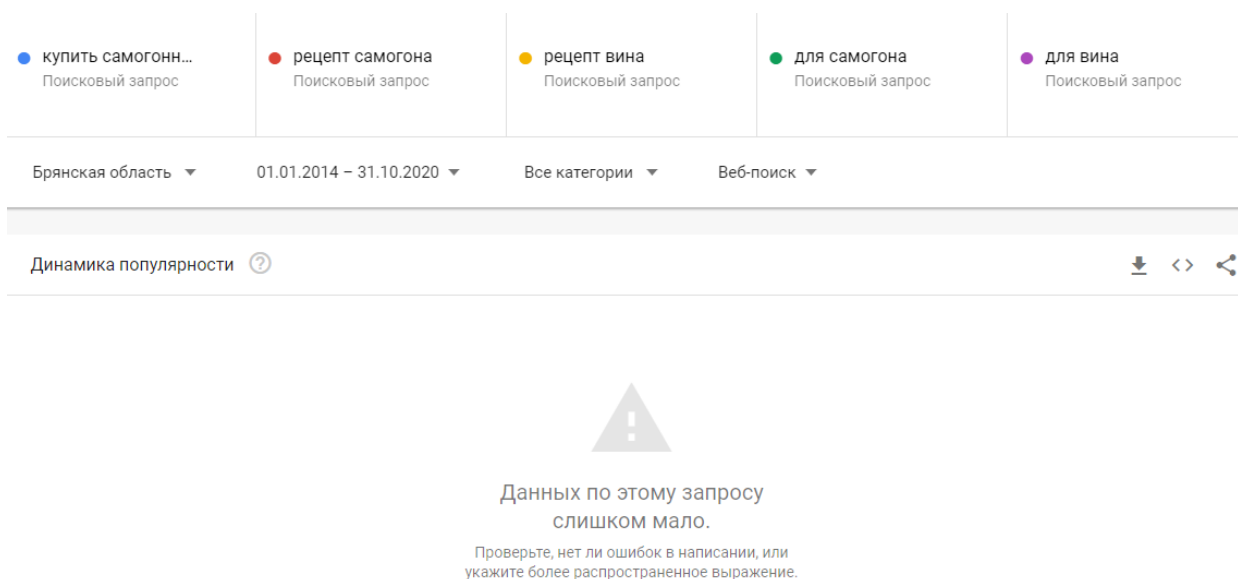 купить самогонн...
Поисковый запрос
рецепт самогона
Поисковый запрос
рецепт вина
Поисковый запрос
для самогона
Поисковый запрос
для вина
Поисковый запрос
Брянская область
01.01.2014 – 31.10.2020
Все категории
Веб-поиск
Динамика популярности
?
Данных по этому запросу
слишком мало.
Проверьте, нет ли ошибок в написании, или
укажите более распространенное выражение.